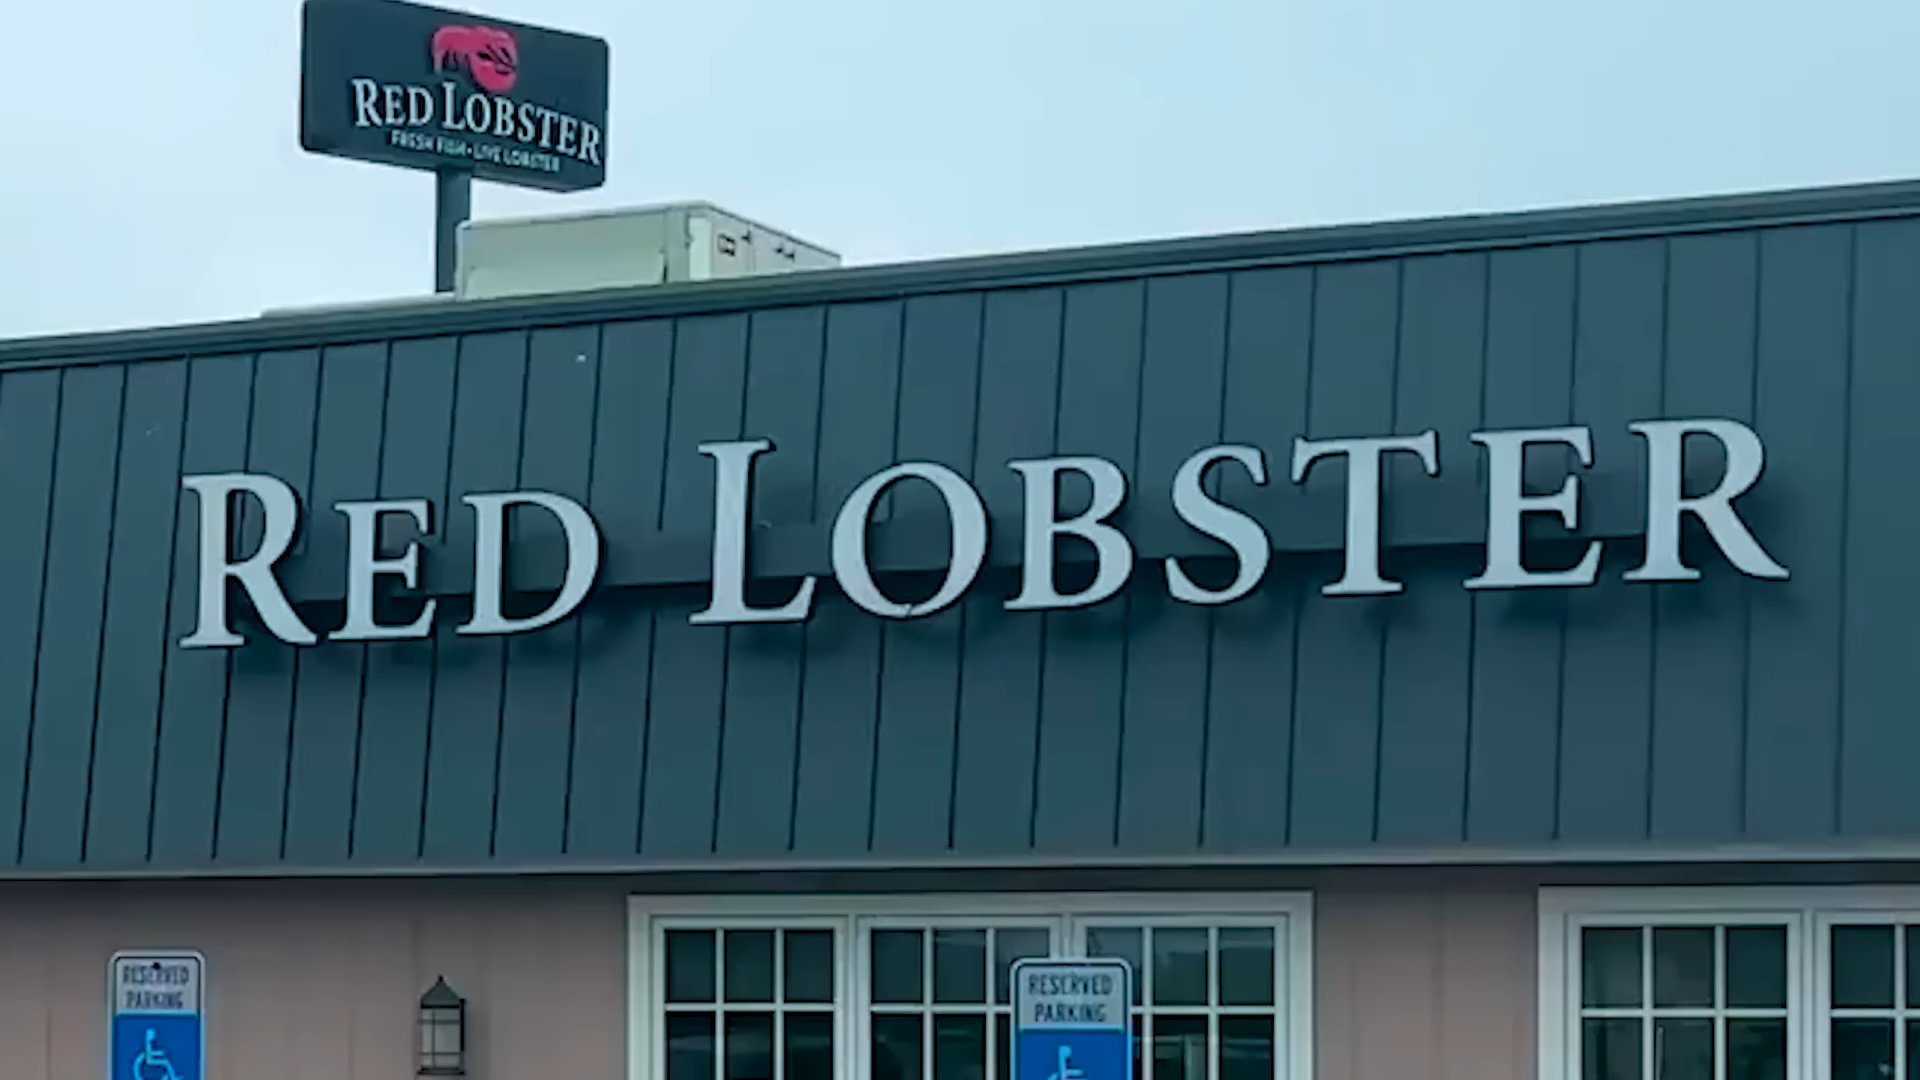 RED LOBSTER
FRESH FISH • LIVE LOBSTER
RED LOBSTER
RESERVED
PARKING
RESERVED
PARKING